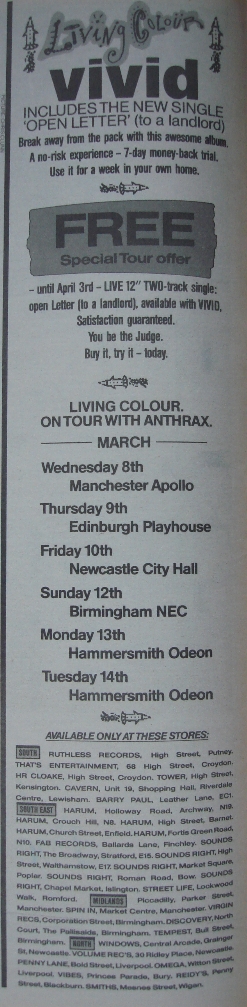 LIVING COLOUR
vivid
INCLUDES THE NEW SINGLE
'OPEN LETTER' (to a landlord)
Break away from the pack with this awesome album.
A no-risk experience – 7-day money-back trial.
Use it for a week in your own home.
FREE
Special Tour offer
– until April 3rd – LIVE 12" TWO-track single:
open Letter (to a landlord), available with VIVID,
Satisfaction guaranteed.
You be the Judge.
Buy it, try it – today.
LIVING COLOUR.
ON TOUR WITH ANTHRAX.
MARCH
Wednesday 8th
Manchester Apollo
Thursday 9th
Edinburgh Playhouse
Friday 10th
Newcastle City Hall
Sunday 12th
Birmingham NEC
Monday 13th
Hammersmith Odeon
Tuesday 14th
Hammersmith Odeon
AVAILABLE ONLY AT THESE STORES:
SOUTH RUTHLESS RECORDS, High Street, Putney.
THAT'S ENTERTAINMENT, 68 High Street, Croydon.
HR CLOAKE, High Street, Croydon. TOWER, High Street,
Kensington. CAVERN, Unit 19, Shopping Hall, Riverdale
Centre, Lewisham. BARRY PAUL, Leather Lane, EC1.
SOUTH EAST HARUM, Holloway Road, Archway, N19.
HARUM, Crouch Hill, N8. HARUM, High Street, Barnet.
HARUM, Church Street, Enfield. HARUM, Fortis Green Road,
N10. FAB RECORDS, Ballards Lane, Finchley. SOUNDS
RIGHT, The Broadway, Stratford, E15. SOUNDS RIGHT, High
Street, Walthamstow, E17. SOUNDS RIGHT, Market Square,
Poplar. SOUNDS RIGHT, Roman Road, Bow. SOUNDS
RIGHT, Chapel Market, Islington. STREET LIFE, Lockwood
Walk, Romford. MIDLANDS Piccadilly, Parker Street,
Manchester. SPIN IN, Market Centre, Manchester. VIRGIN
RECS, Corporation Street, Birmingham. DISCOVERY, North
Court, The Pallaside, Birmingham. TEMPEST, Bull Street,
Birmingham. NORTH WINDOWS, Central Arcade, Grainger
St, Newcastle. VOLUME REC'S, 30 Ridley Place, Newcastle.
PENNY LANE, Bold Street, Liverpool. OMEGA, Witton Street,
Liverpool. VIBES, Princes Parade, Bury. REIDY'S, Penny
Street, Blackburn. SMITHS, Mesnes Street, Wigan.